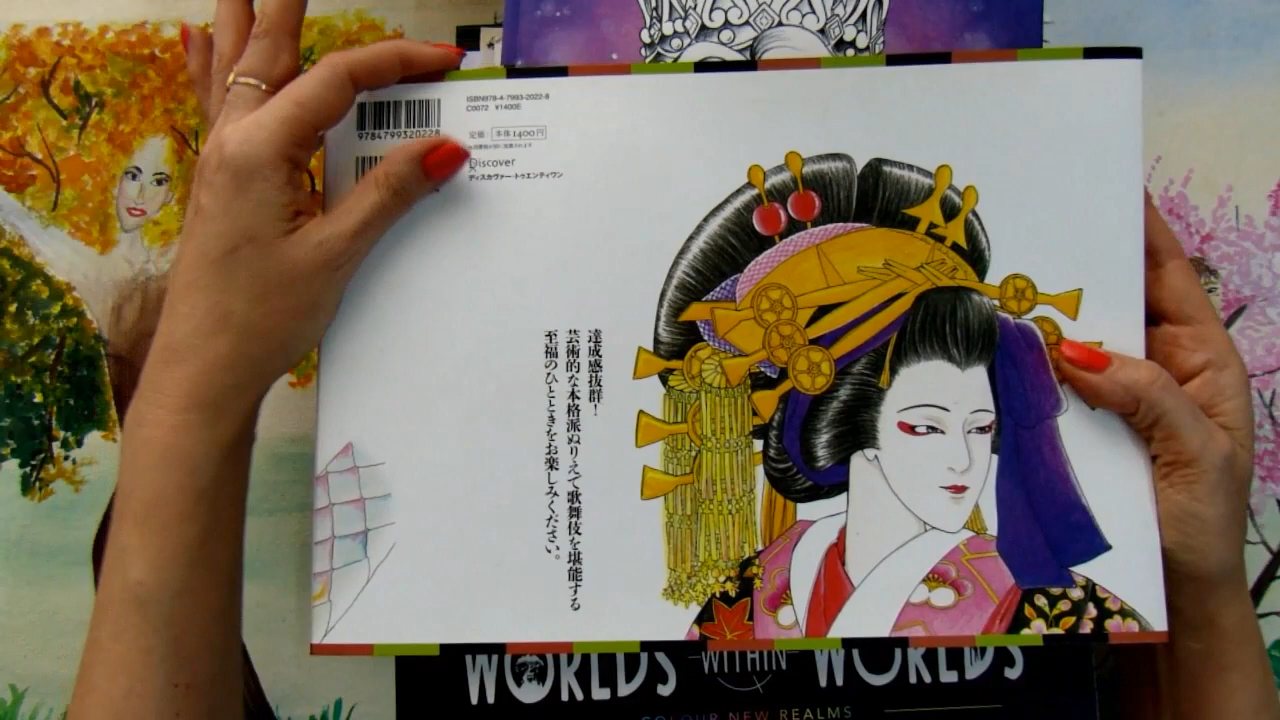 ISBN978-4-7993-2022-8
C0072 ¥1400E
9784799320228
定価 本体1400円
Discover
ディスカヴァー・トゥエンティワン
達成感抜群!
芸術的な本格派ぬりえで歌舞伎を堪能する
至福のひとときをお楽しみください。
WORLDS WITHIN WORLDS
COLOUR NEW REALMS